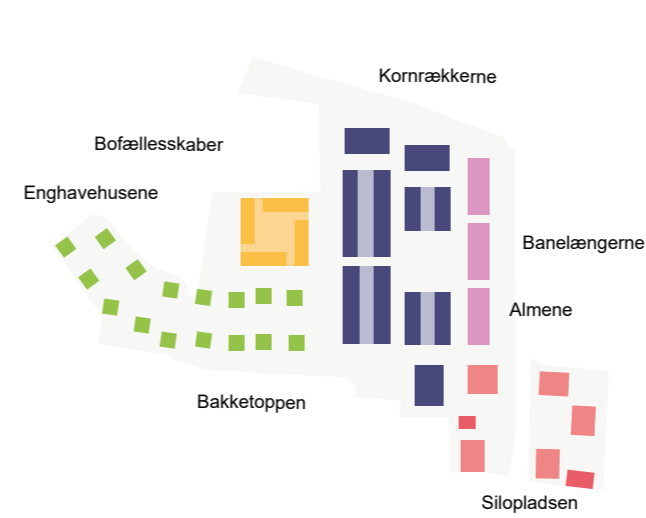 Kornrækkerne
Bofællesskaber
Enghavehusene
Banelængerne
Almene
Bakketoppen
Silopladsen